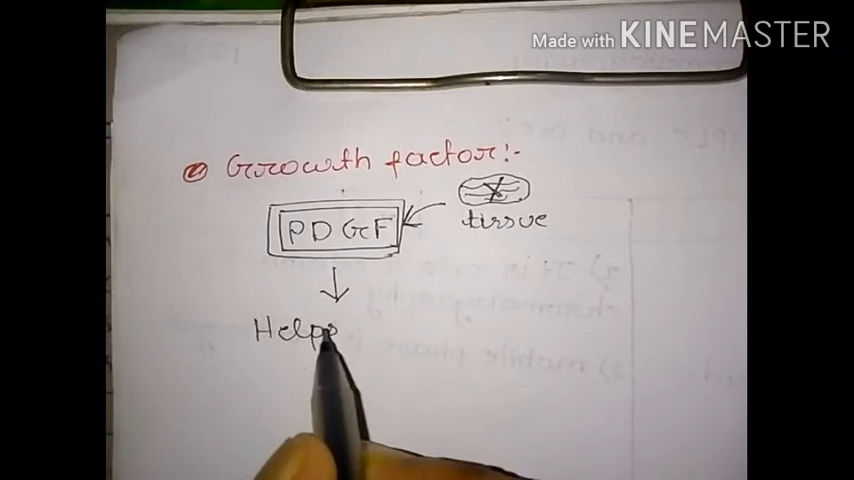 Made with KINEMASTER
Growth factor:-
PDGF
tissue
Helps